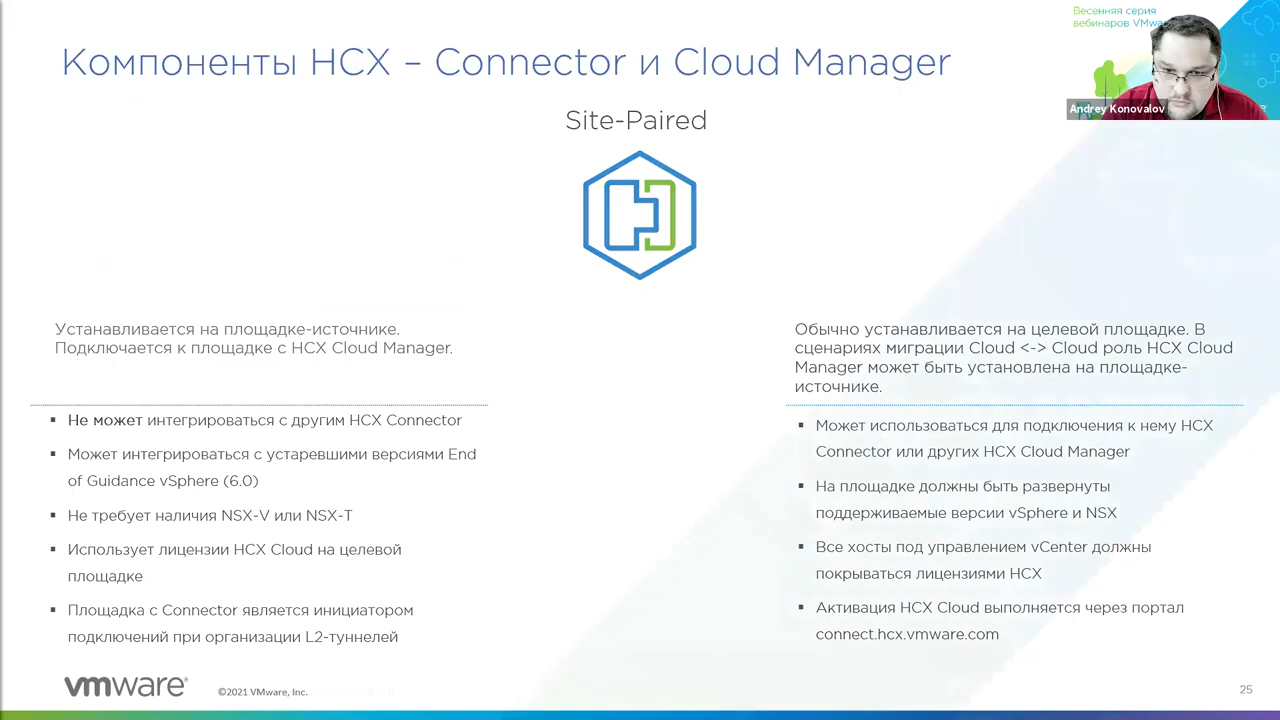 Весенняя серия
вебинаров VMwa
Компоненты HCX – Connector и Cloud Manager
Andrey Konovalov
Site-Paired
Устанавливается на площадке-источнике.
Подключается к площадке с HCX Cloud Manager.
▪ Не может интегрироваться с другим HCX Connector
▪ Может интегрироваться с устаревшими версиями End
of Guidance vSphere (6.0)
▪ Не требует наличия NSX-V или NSX-T
▪ Использует лицензии HCX Cloud на целевой
площадке
▪ Площадка с Connector является инициатором
подключений при организации L2-туннелей
Обычно устанавливается на целевой площадке. В
сценариях миграции Cloud <-> Cloud роль HCX Cloud
Manager может быть установлена на площадке-
источнике.
▪ Может использоваться для подключения к нему HCX
Connector или других HCX Cloud Manager
▪ На площадке должны быть развернуты
поддерживаемые версии vSphere и NSX
▪ Все хосты под управлением vCenter должны
покрываться лицензиями HCX
▪ Активация HCX Cloud выполняется через портал
connect.hcx.vmware.com
vmware®
©2021 VMware, Inc.
25